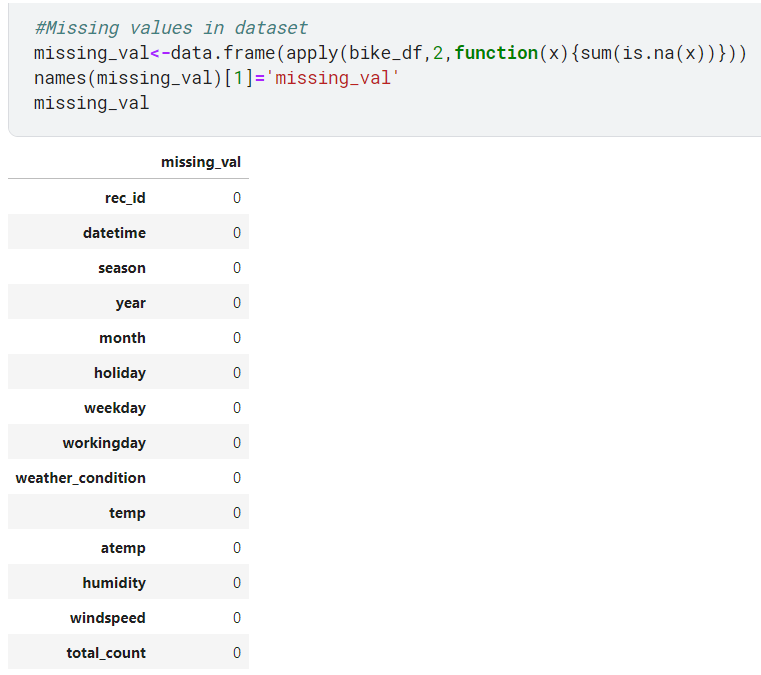 #Missing values in dataset
missing_val<-data.frame(apply(bike_df,2,function(x){sum(is.na(x))}))
names(missing_val)[1]='missing_val'
missing_val
missing_val
rec_id 0
datetime 0
season 0
year 0
month 0
holiday 0
weekday 0
workingday 0
weather_condition 0
temp 0
atemp 0
humidity 0
windspeed 0
total_count 0